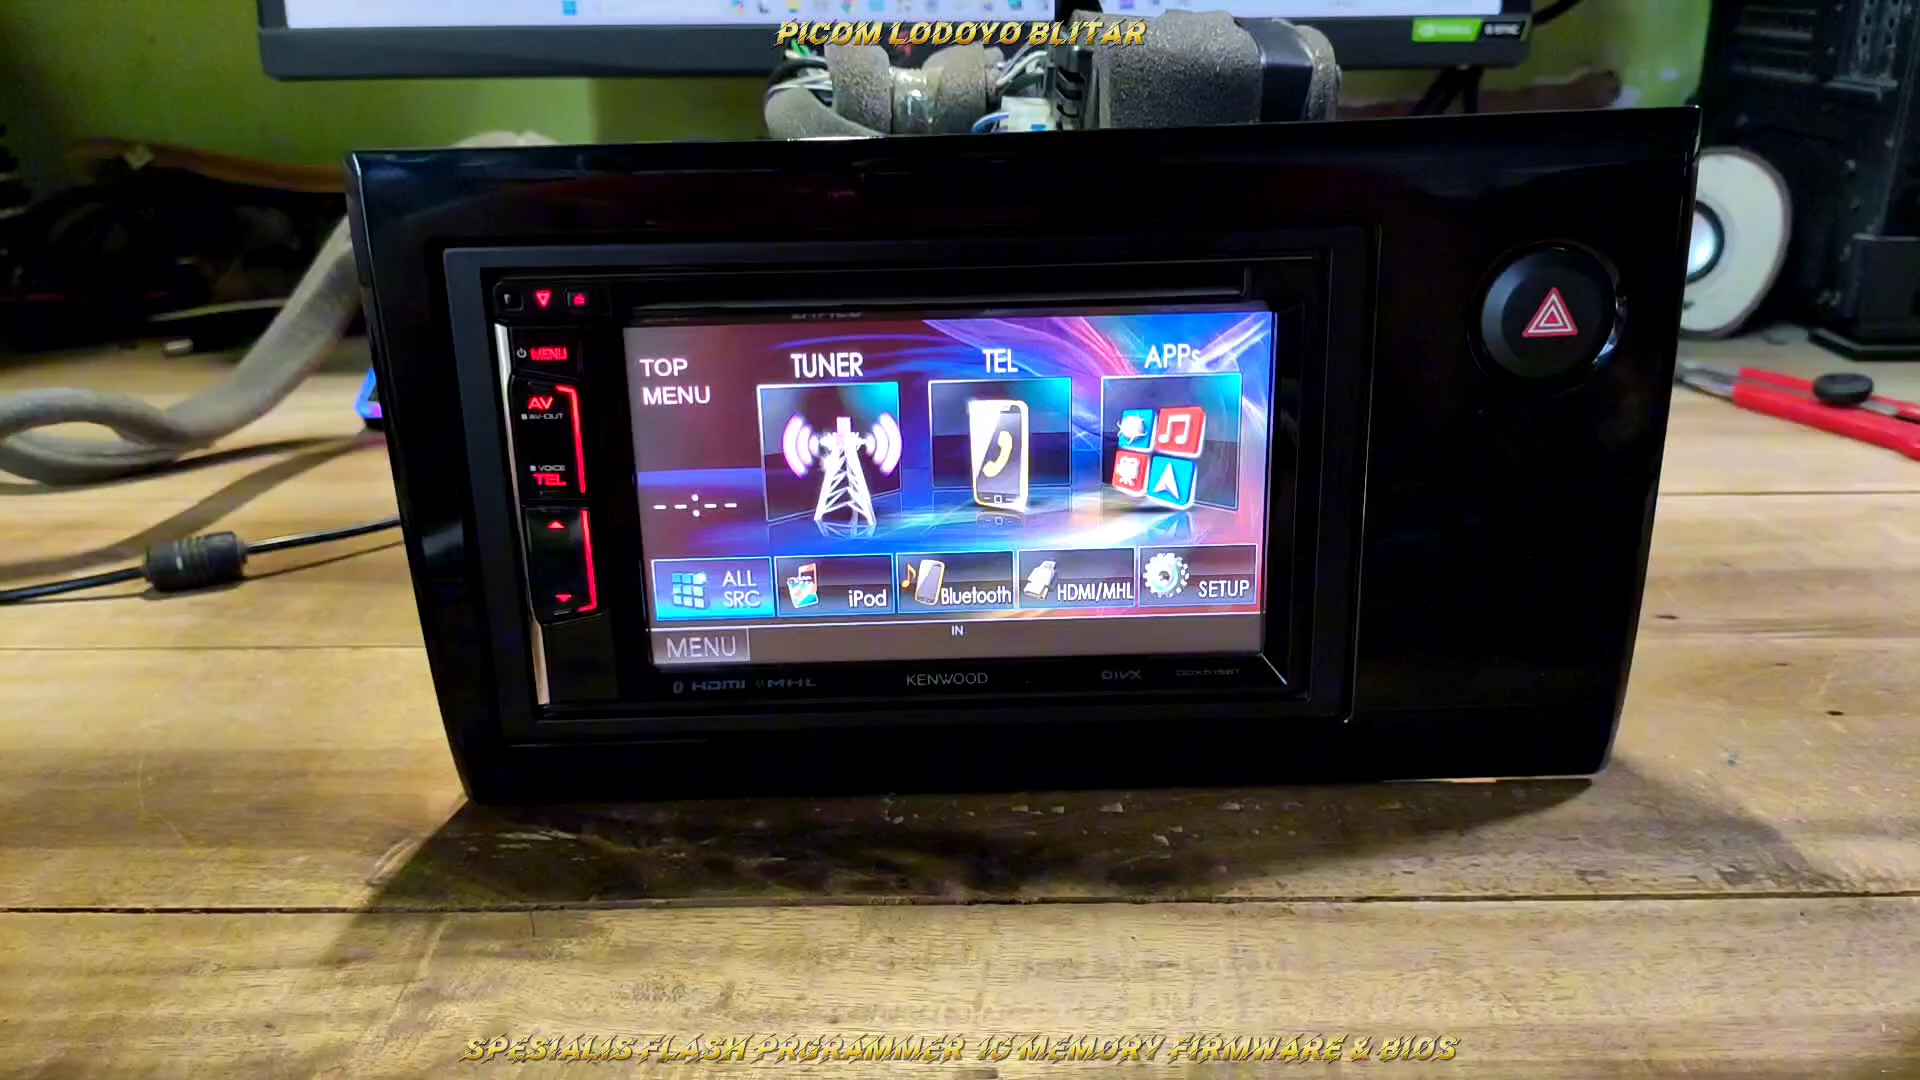 PICOM LODOYO BLITAR
MENU
AV
AV-OUT
VOICE
TEL
TOP
MENU
TUNER
TEL
APPs
--:--
ALL
SRC
iPod
Bluetooth
HDMI/MHL
SETUP
IN
MENU
HDMI MHL
KENWOOD
DIVX
SPESIALIS FLASH PRGRAMMER IC MEMORY FIRMWARE & BIOS